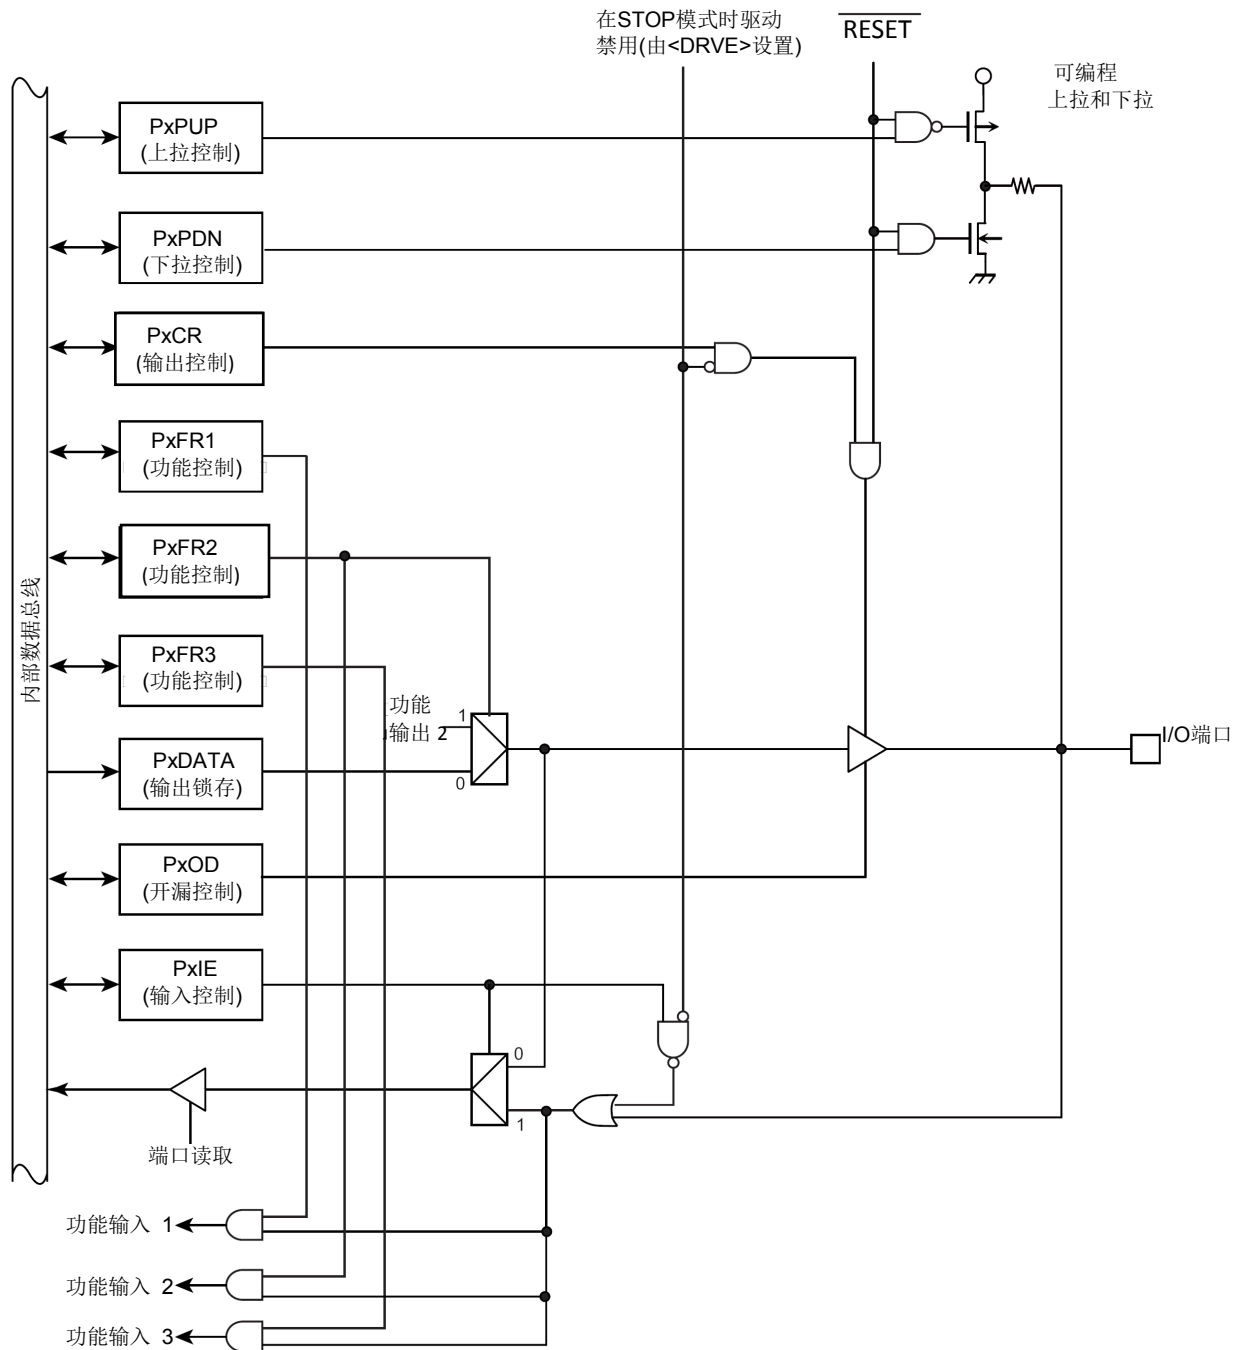 在STOP模式时驱动
禁用(由<DRVE>设置)
RESET
可编程
上拉和下拉
PxPUP
(上拉控制)
PxPDN
(下拉控制)
PxCR
(输出控制)
PxFR1
(功能控制)
PxFR2
(功能控制)
内部数据总线
PxFR3
(功能控制)
功能
输出 2
1
0
PxDATA
(输出锁存)
I/O端口
PxOD
(开漏控制)
PxIE
(输入控制)
0
1
端口读取
功能输入 1
功能输入 2
功能输入 3